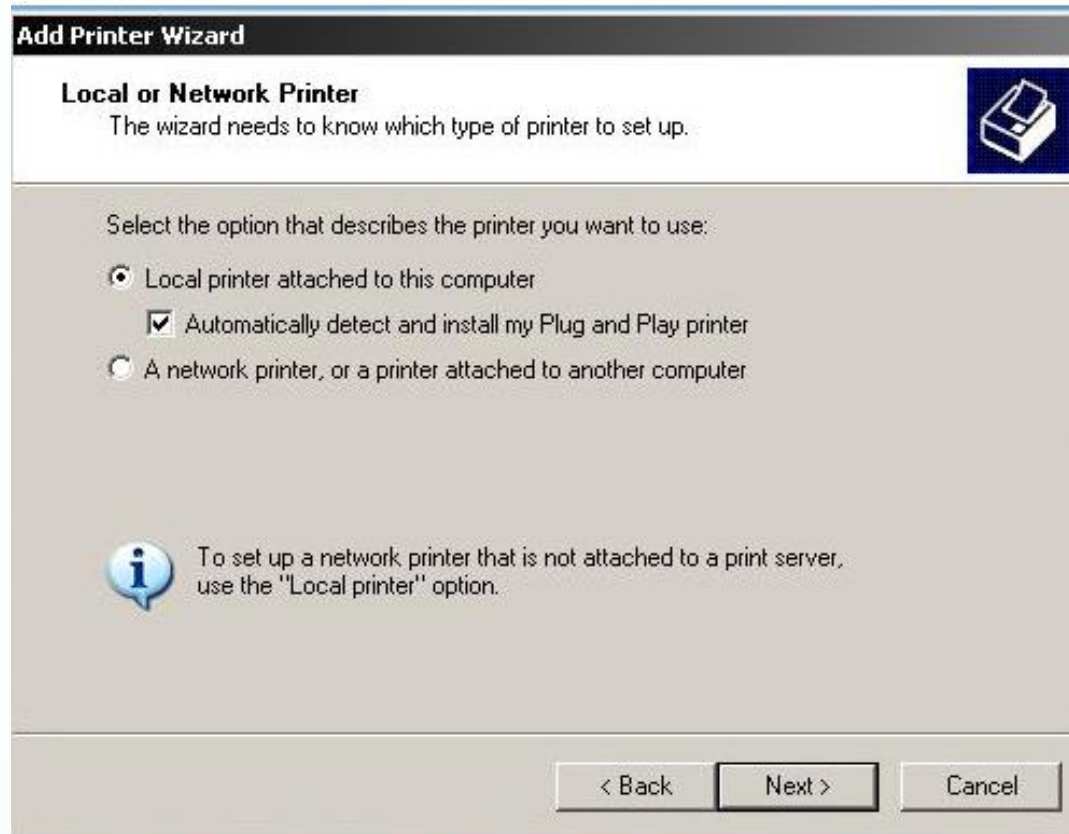 Add Printer Wizard
Local or Network Printer
The wizard needs to know which type of printer to set up.
Select the option that describes the printer you want to use:
Local printer attached to this computer
Automatically detect and install my Plug and Play printer
A network printer, or a printer attached to another computer
To set up a network printer that is not attached to a print server,
use the "Local printer" option.
< Back Next > Cancel